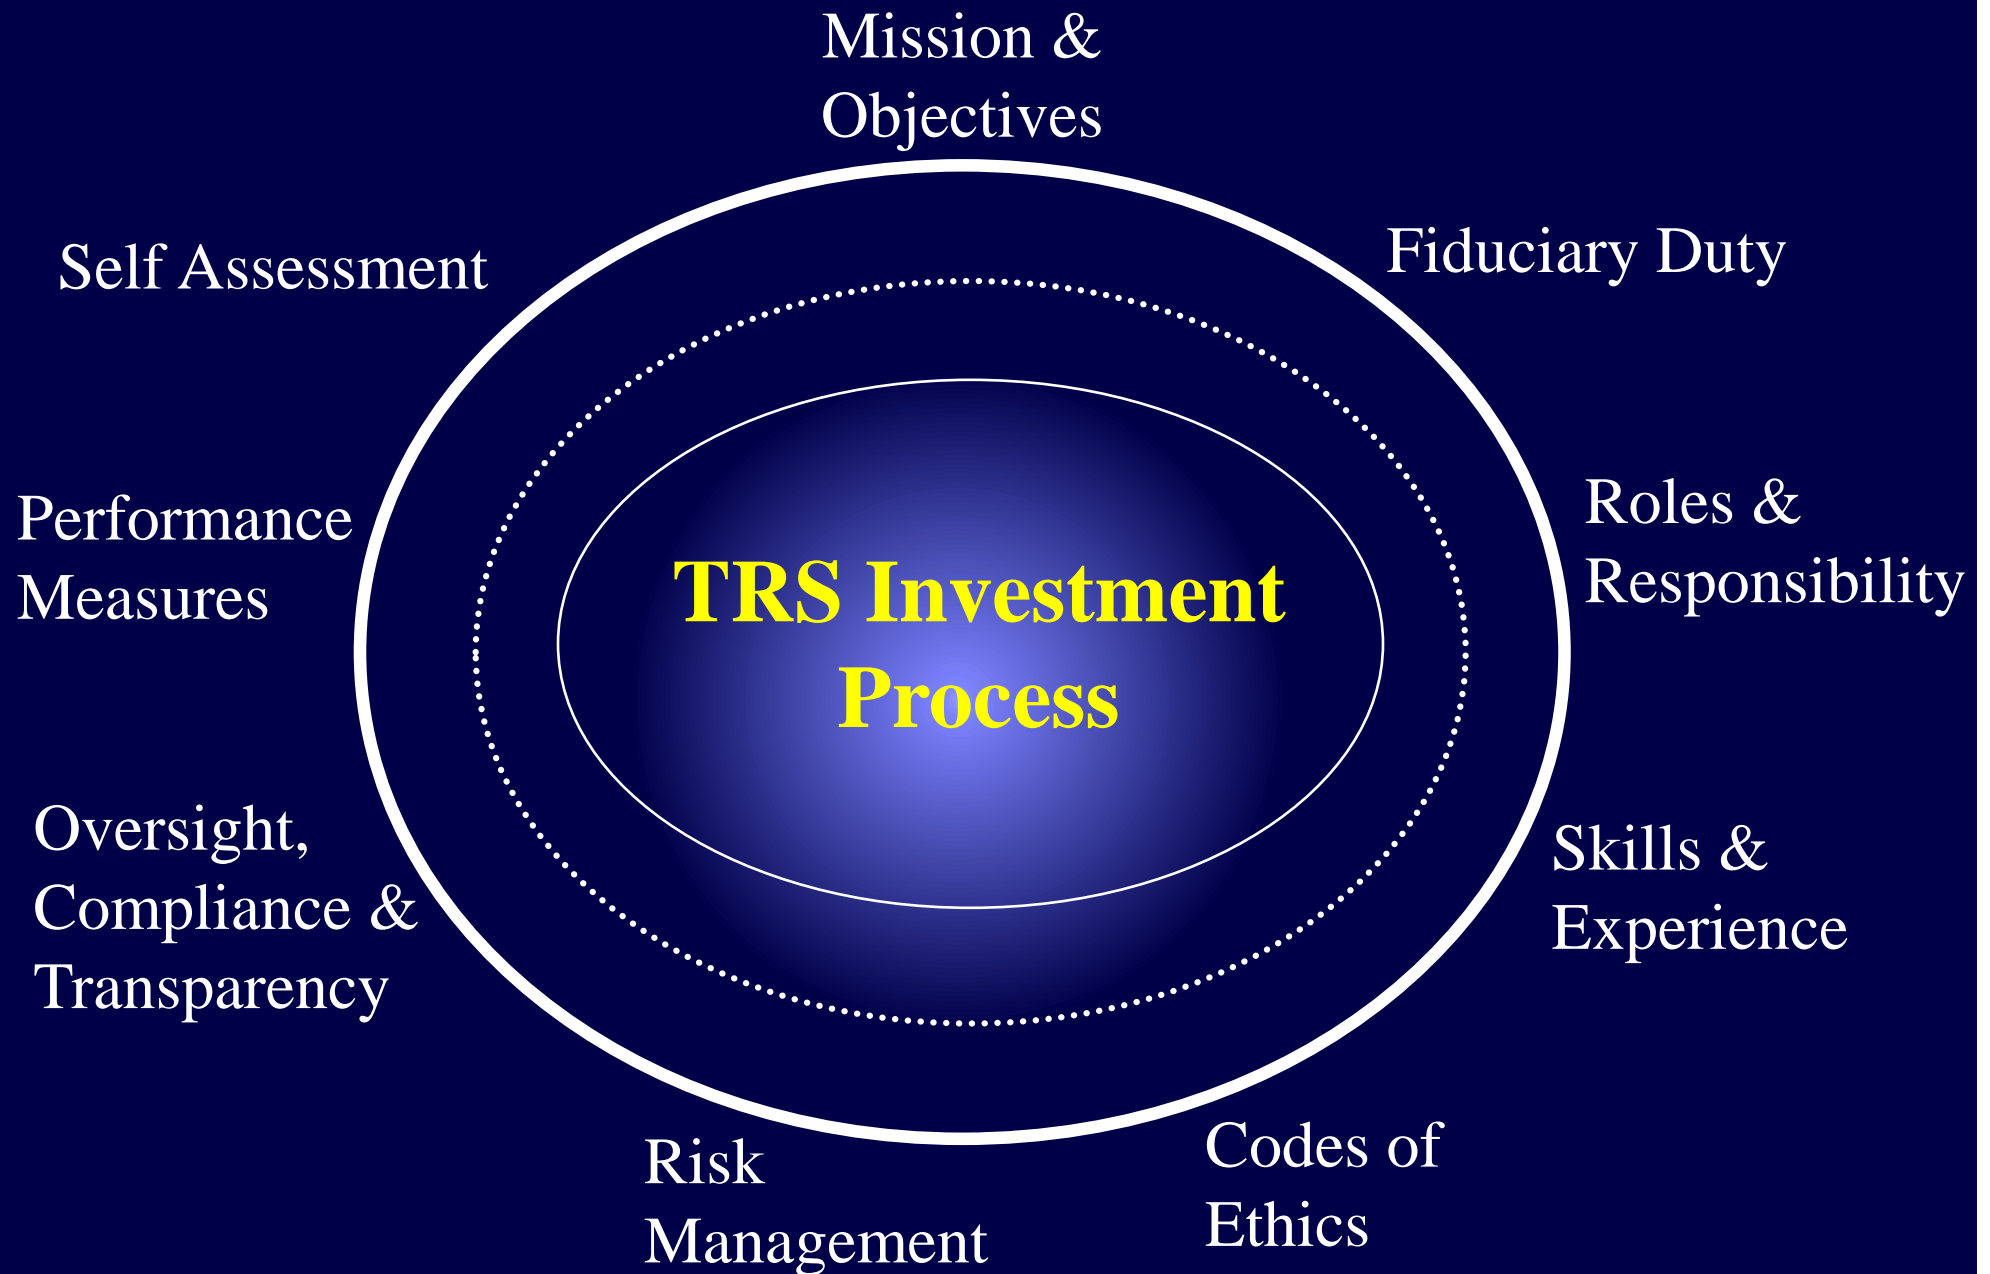 Mission &
Objectives
Self Assessment
Fiduciary Duty
Performance
Measures
Roles &
Responsibility
TRS Investment
Process
Oversight,
Compliance &
Transparency
Skills &
Experience
Risk
Management
Codes of
Ethics